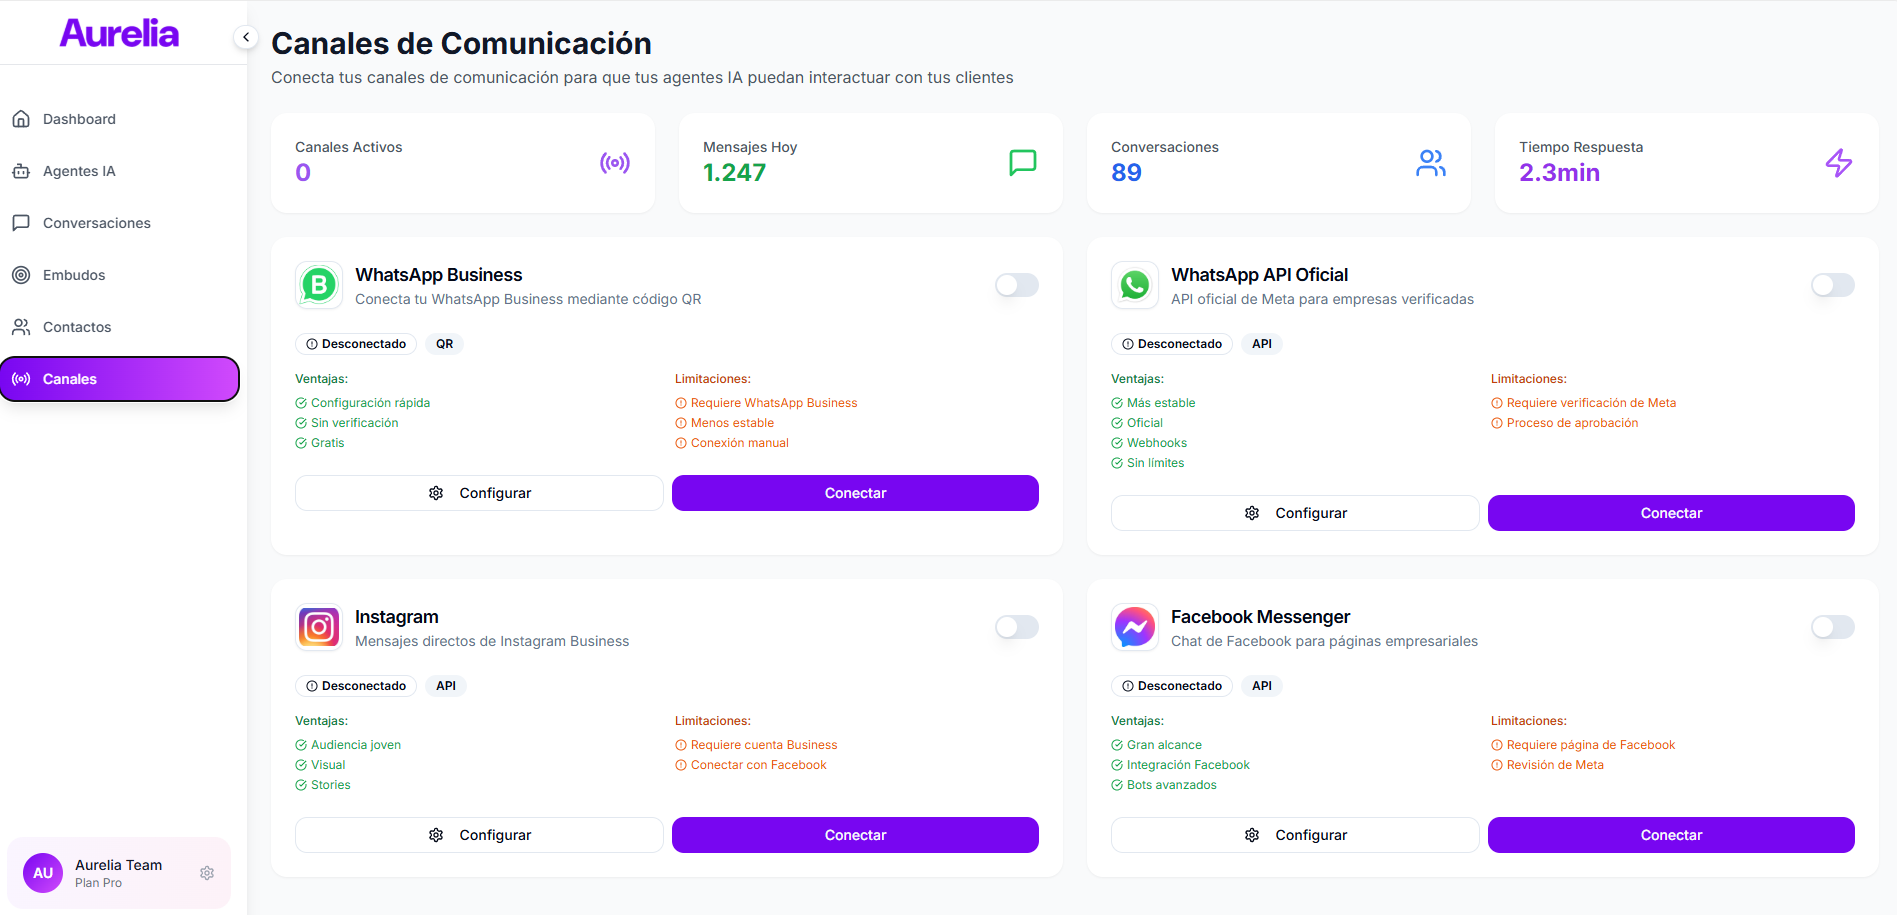 Aurelia
Dashboard
Agentes IA
Conversaciones
Embudos
Contactos
Canales
AU
Aurelia Team
Plan Pro
Canales de Comunicación
Conecta tus canales de comunicación para que tus agentes IA puedan interactuar con tus clientes
Canales Activos
0
Mensajes Hoy
1.247
Conversaciones
89
Tiempo Respuesta
2.3min
B
WhatsApp Business
Conecta tu WhatsApp Business mediante código QR
Desconectado
QR
Ventajas:
Configuración rápida
Sin verificación
Gratis
Limitaciones:
Requiere WhatsApp Business
Menos estable
Conexión manual
Configurar
Conectar
WhatsApp API Oficial
API oficial de Meta para empresas verificadas
Desconectado
API
Ventajas:
Más estable
Oficial
Webhooks
Sin límites
Limitaciones:
Requiere verificación de Meta
Proceso de aprobación
Configurar
Conectar
Instagram
Mensajes directos de Instagram Business
Desconectado
API
Ventajas:
Audiencia joven
Visual
Stories
Limitaciones:
Requiere cuenta Business
Conectar con Facebook
Configurar
Conectar
Facebook Messenger
Chat de Facebook para páginas empresariales
Desconectado
API
Ventajas:
Gran alcance
Integración Facebook
Bots avanzados
Limitaciones:
Requiere página de Facebook
Revisión de Meta
Configurar
Conectar